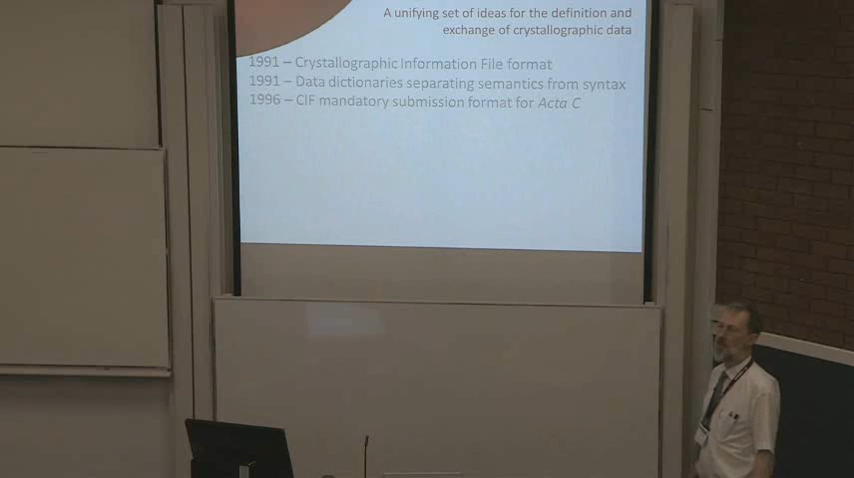 A unifying set of ideas for the definition and
exchange of crystallographic data
1991 – Crystallographic Information File format
1991 – Data dictionaries separating semantics from syntax
1996 – CIF mandatory submission format for Acta C